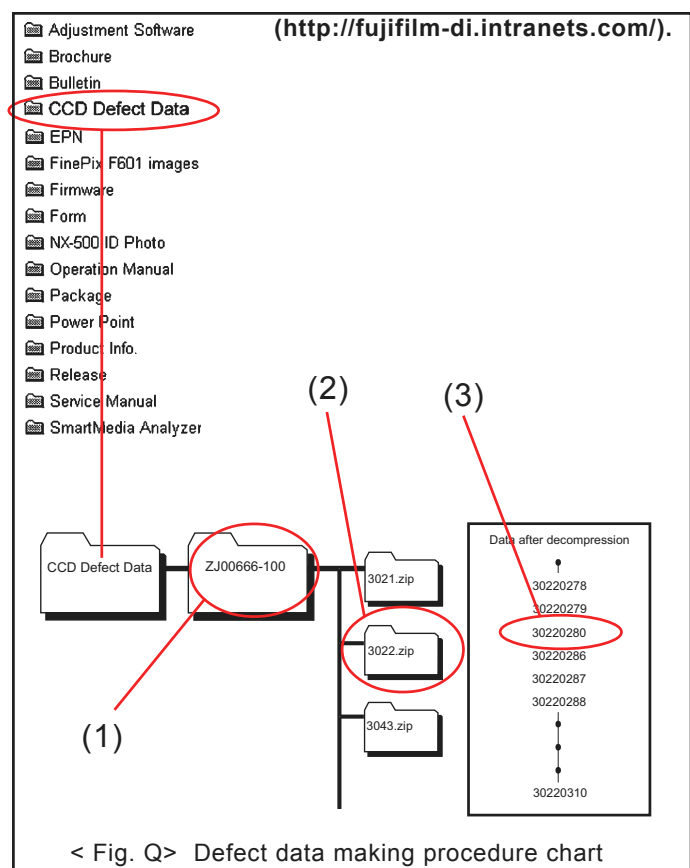 (http://fujifilm-di.intranets.com/).
Adjustment Software
Brochure
Bulletin
CCD Defect Data
EPN
FinePix F601 images
Firmware
Form
NX-500 ID Photo
Operation Manual
Package
Power Point
Product Info.
Release
Service Manual
SmartMedia Analyzer
(2)
(3)
CCD Defect Data
ZJ00666-100
3021.zip
3022.zip
3043.zip
Data after decompression
30220278
30220279
30220280
30220286
30220287
30220288
30220310
(1)
< Fig. Q> Defect data making procedure chart